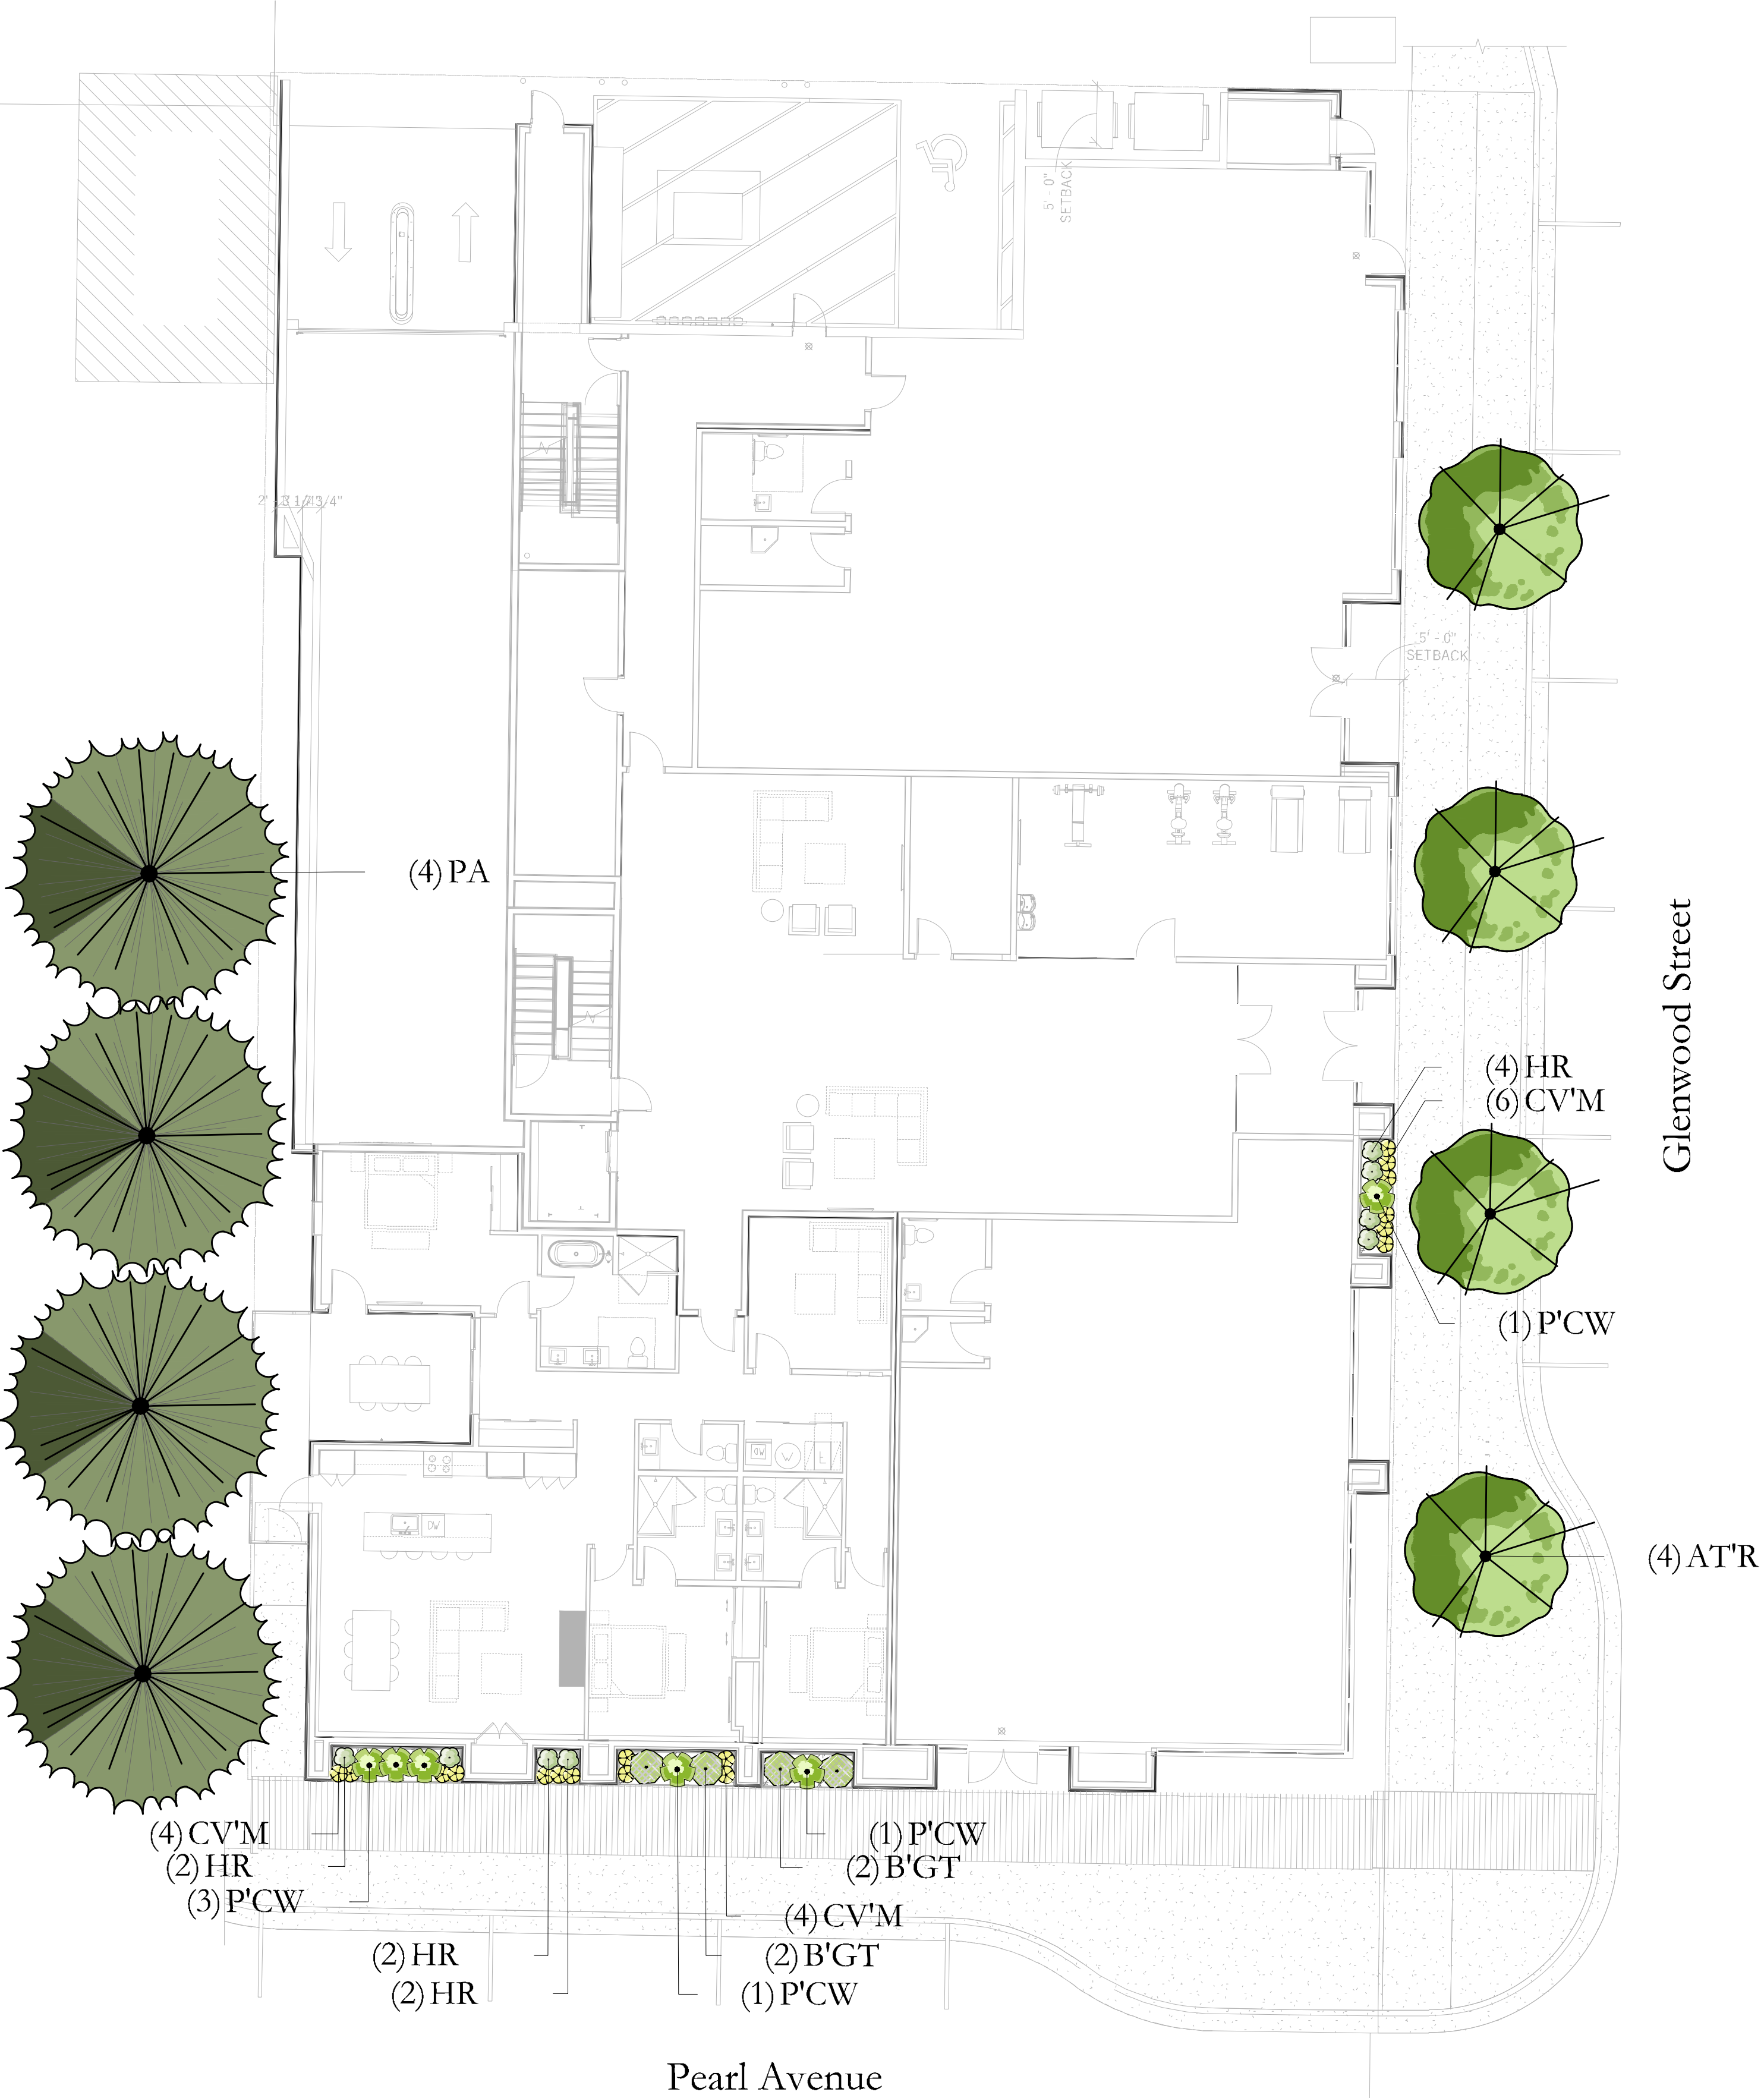 5' - 0"
SETBACK
5' - 0"
SETBACK
(4) PA
Glenwood Street
(4) HR
(6) CV'M
(1) P'CW
DW
W
E
DW
(4) AT'R
(4) CV'M
(2) HR
(3) P'CW
(1) P'CW
(2) B'GT
(4) CV'M
(2) HR
(2) B'GT
(2) HR
(1) P'CW
Pearl Avenue